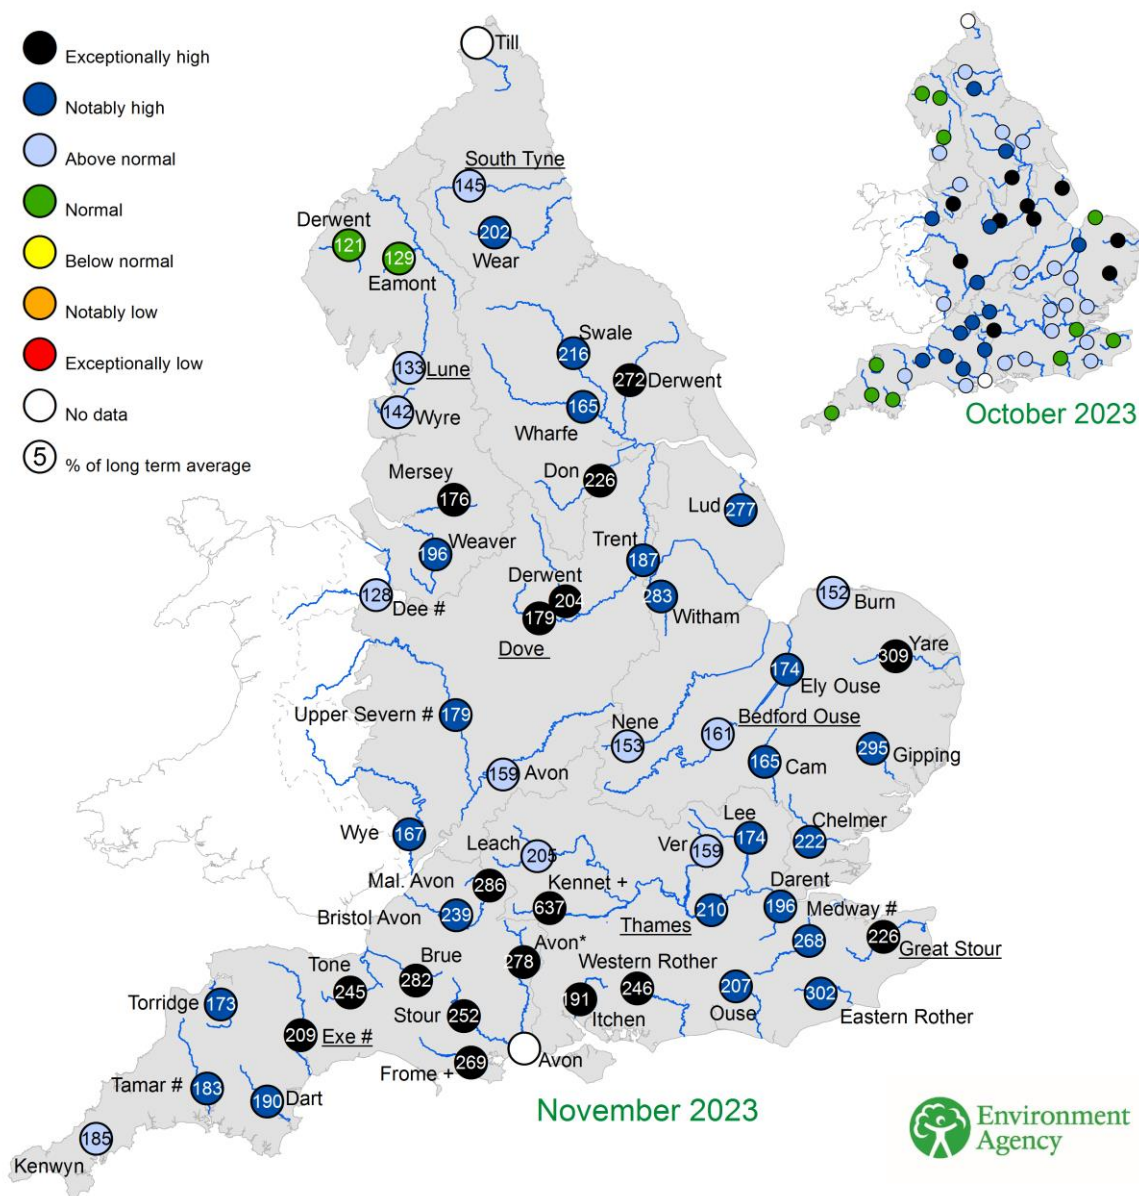 Exceptionally high
Notably high
Above normal
Normal
Below normal
Notably low
Exceptionally low
No data
5 % of long term average
Till
South Tyne
145
202
Wear
Derwent
121
129
Eamont
133 Lune
142 Wyre
Swale
216
272 Derwent
165
Wharfe
Mersey
176
Don
226
Lud 277
196 Weaver
Trent
187
Derwent
204
179
Dove
283
Witham
128
Dee #
152 Burn
Yare
309
174
Ely Ouse
Upper Severn # 179
Nene
153
Bedford Ouse
161
165 Cam
295 Gipping
159 Avon
Wye 167
Leach 205
Ver 159
Lee
174
Chelmer
222
Mal. Avon
286
Bristol Avon 239
Kennet +
637
Thames
210
Darent
196
Medway #
268
226
Great Stour
Avon*
278
Western Rother
246
191
Itchen
207
Ouse
302
Eastern Rother
Tone
245
Brue
282
Stour 252
Torridge 173
209 Exe #
Frome + 269
Avon
Tamar # 183
190 Dart
185
Kenwyn
October 2023
November 2023
Environment
Agency